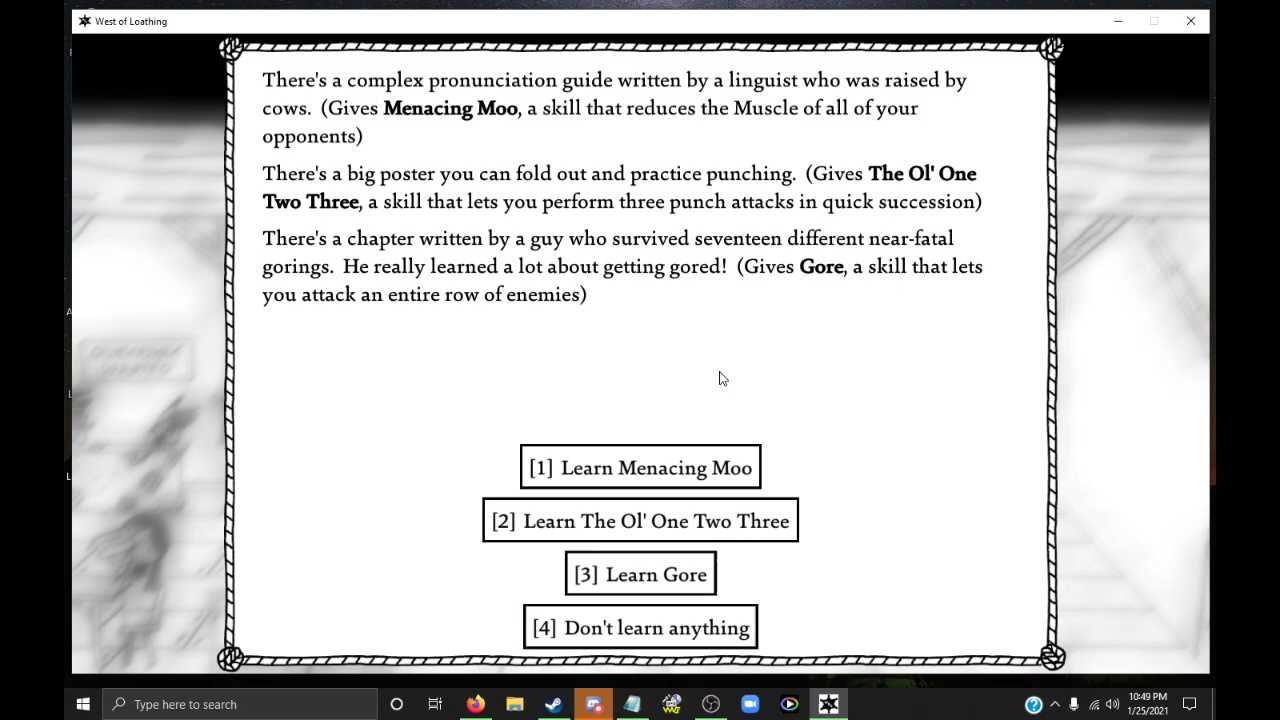 West of Loathing
There's a complex pronunciation guide written by a linguist who was raised by
cows.  (Gives Menacing Moo, a skill that reduces the Muscle of all of your
opponents)
There's a big poster you can fold out and practice punching.  (Gives The Ol' One
Two Three, a skill that lets you perform three punch attacks in quick succession)
There's a chapter written by a guy who survived seventeen different near-fatal
gorings.  He really learned a lot about getting gored!  (Gives Gore, a skill that lets
you attack an entire row of enemies)
[1] Learn Menacing Moo
[2] Learn The Ol' One Two Three
[3] Learn Gore
[4] Don't learn anything
Type here to search
10:49 PM
1/25/2021